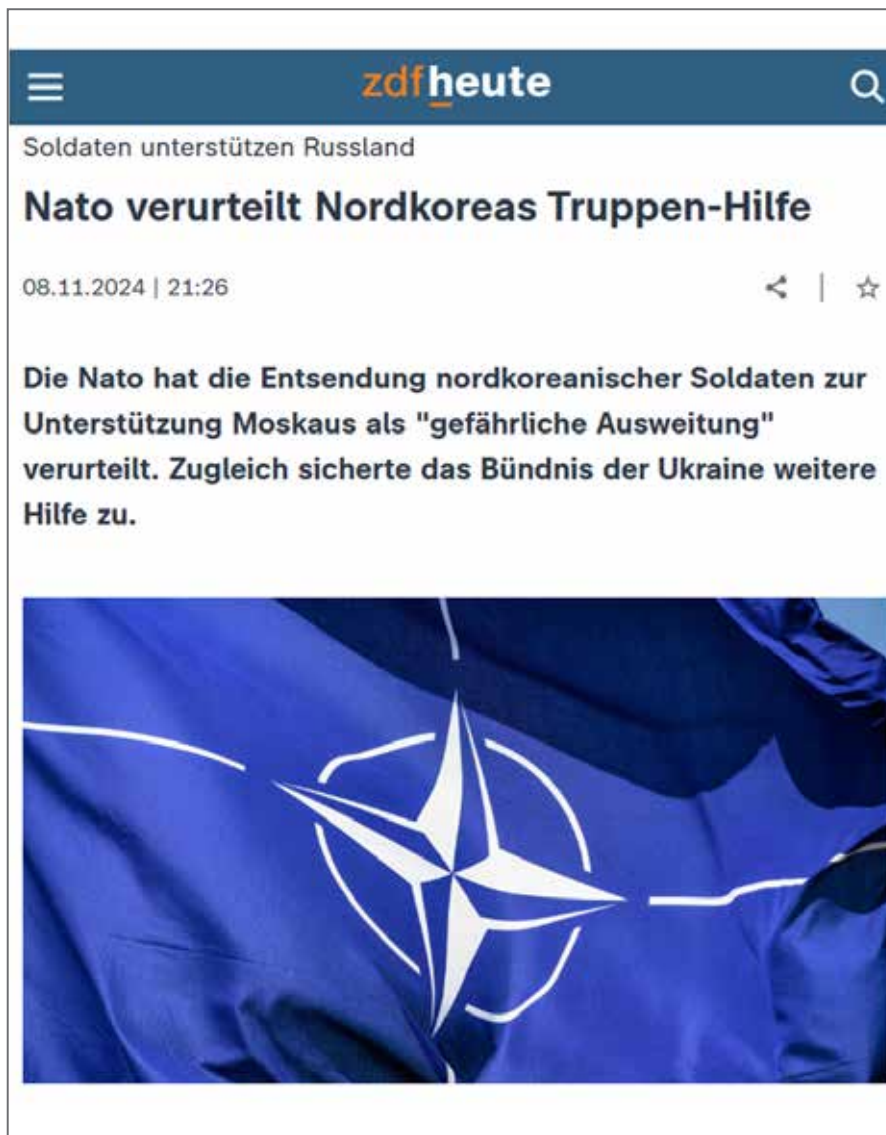 zdfheute
Soldaten unterstützen Russland
Nato verurteilt Nordkoreas Truppen-Hilfe
08.11.2024 | 21:26
Die Nato hat die Entsendung nordkoreanischer Soldaten zur
Unterstützung Moskaus als "gefährliche Ausweitung"
verurteilt. Zugleich sicherte das Bündnis der Ukraine weitere
Hilfe zu.